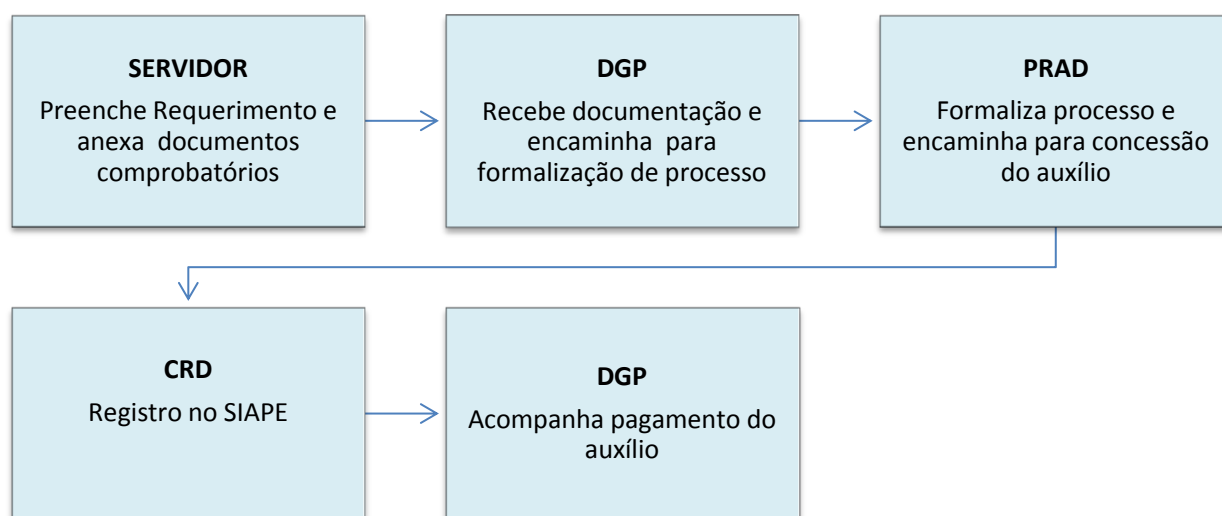 SERVIDOR
Preenche Requerimento e
anexa documentos
comprobatórios
DGP
Recebe documentação e
encaminha para
formalização de processo
PRAD
Formaliza processo e
encaminha para concessão
do auxílio
CRD
Registro no SIAPE
DGP
Acompanha pagamento do
auxílio